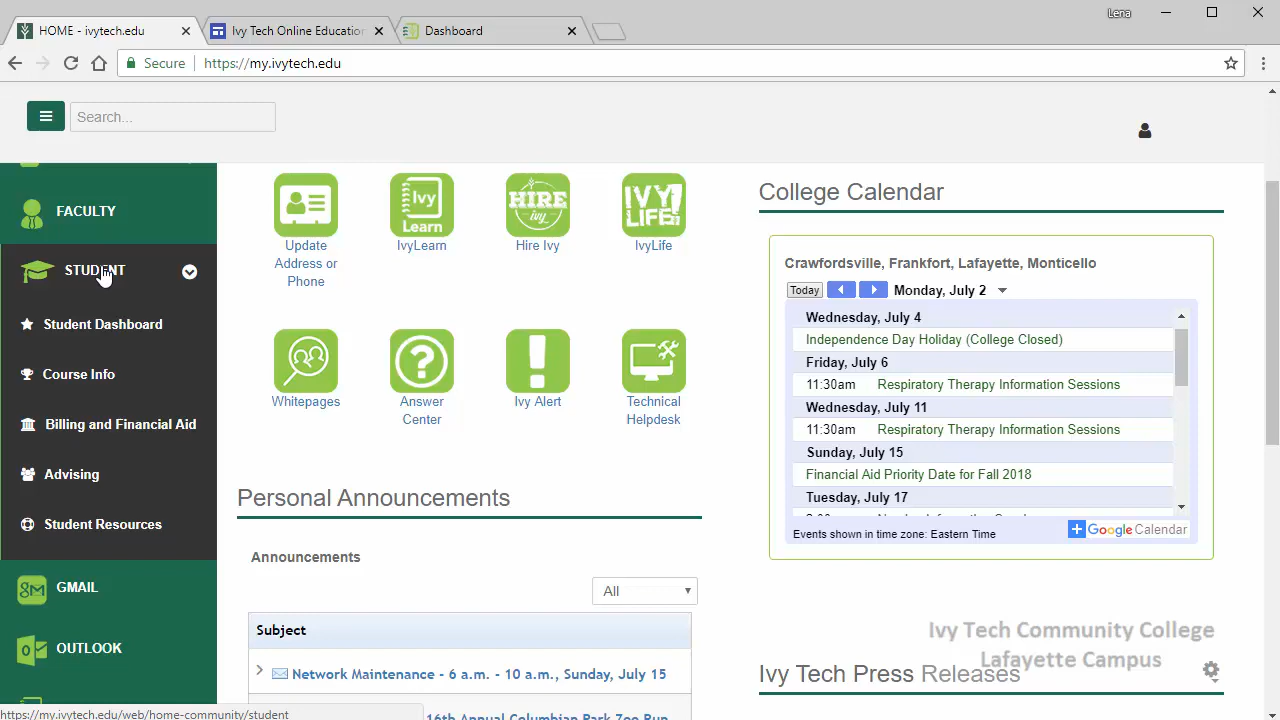 Lena
HOME - ivytech.edu
Ivy Tech Online Educatio
Dashboard
Secure
https://my.ivytech.edu
Search...
FACULTY
STUDENT
Student Dashboard
Course Info
Billing and Financial Aid
Advising
Student Resources
GMAIL
OUTLOOK
Ivy
Learn
HIRE
ivy
IVY
LIFE!
Update
Address or
Phone
IvyLearn
Hire Ivy
IvyLife
Whitepages
Answer
Center
Ivy Alert
Technical
Helpdesk
Personal Announcements
Announcements
All
Subject
Network Maintenance - 6 a.m. - 10 a.m., Sunday, July 15
16th Annual Columbian Park Zoo Run
College Calendar
Crawfordsville, Frankfort, Lafayette, Monticello
Today
Monday, July 2
Wednesday, July 4
Independence Day Holiday (College Closed)
Friday, July 6
11:30am Respiratory Therapy Information Sessions
Wednesday, July 11
11:30am Respiratory Therapy Information Sessions
Sunday, July 15
Financial Aid Priority Date for Fall 2018
Tuesday, July 17
Events shown in time zone: Eastern Time
Google Calendar
Ivy Tech Community College
Lafayette Campus
Ivy Tech Press Releases
https://my.ivytech.edu/web/home-community/student